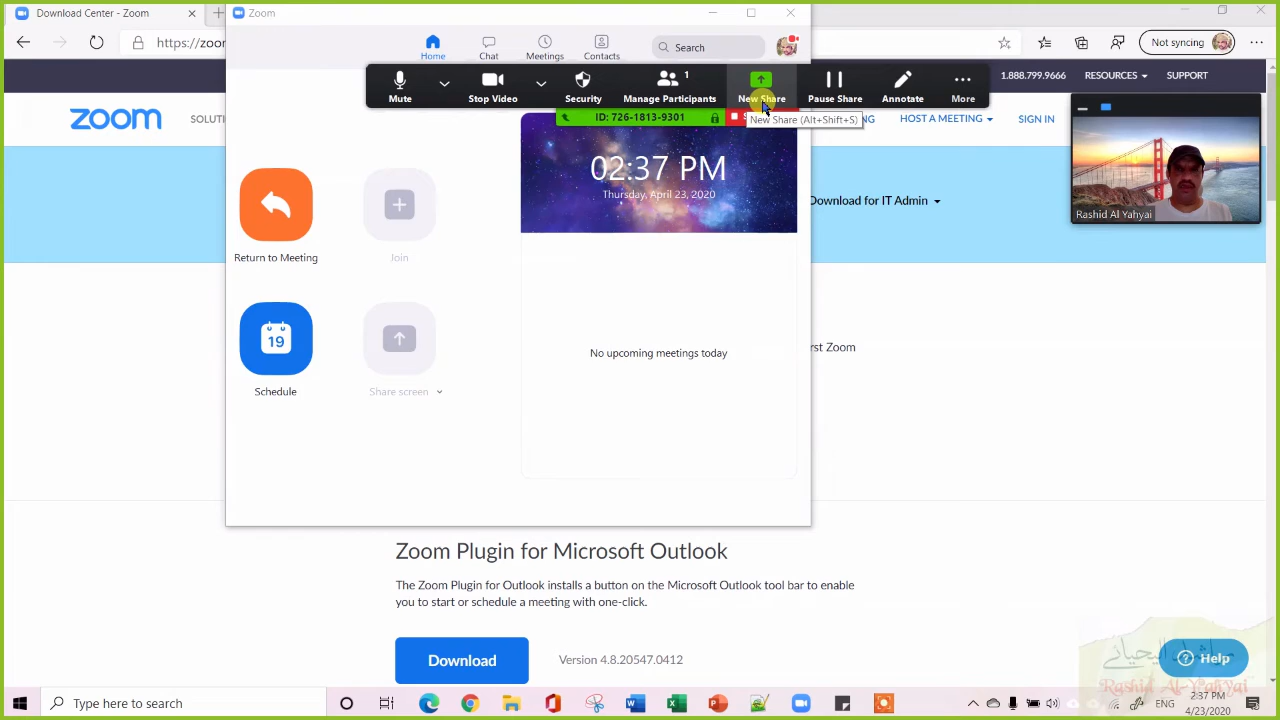 Download Center - Zoom
Zoom
https://zoor
Not syncing
Home
Chat
Meetings
Contacts
Search
Mute
Stop Video
Security
Manage Participants
1
New Share
Pause Share
Annotate
More
1.888.799.9666
RESOURCES
SUPPORT
zoom
SOLUTI
ID: 726-1813-9301
S
New Share (Alt+Shift+S)
NG
HOST A MEETING
SIGN IN
02:37 PM
Thursday, April 23, 2020
Download for IT Admin
Rashid Al Yahyai
Return to Meeting
Join
19
Schedule
Share screen
No upcoming meetings today
rst Zoom
Zoom Plugin for Microsoft Outlook
The Zoom Plugin for Outlook installs a button on the Microsoft Outlook tool bar to enable
you to start or schedule a meeting with one-click.
Download
Version 4.8.20547.0412
Help
Rashid Al-Yahyai
Type here to search
ENG
2:37 PM
4/23/2020